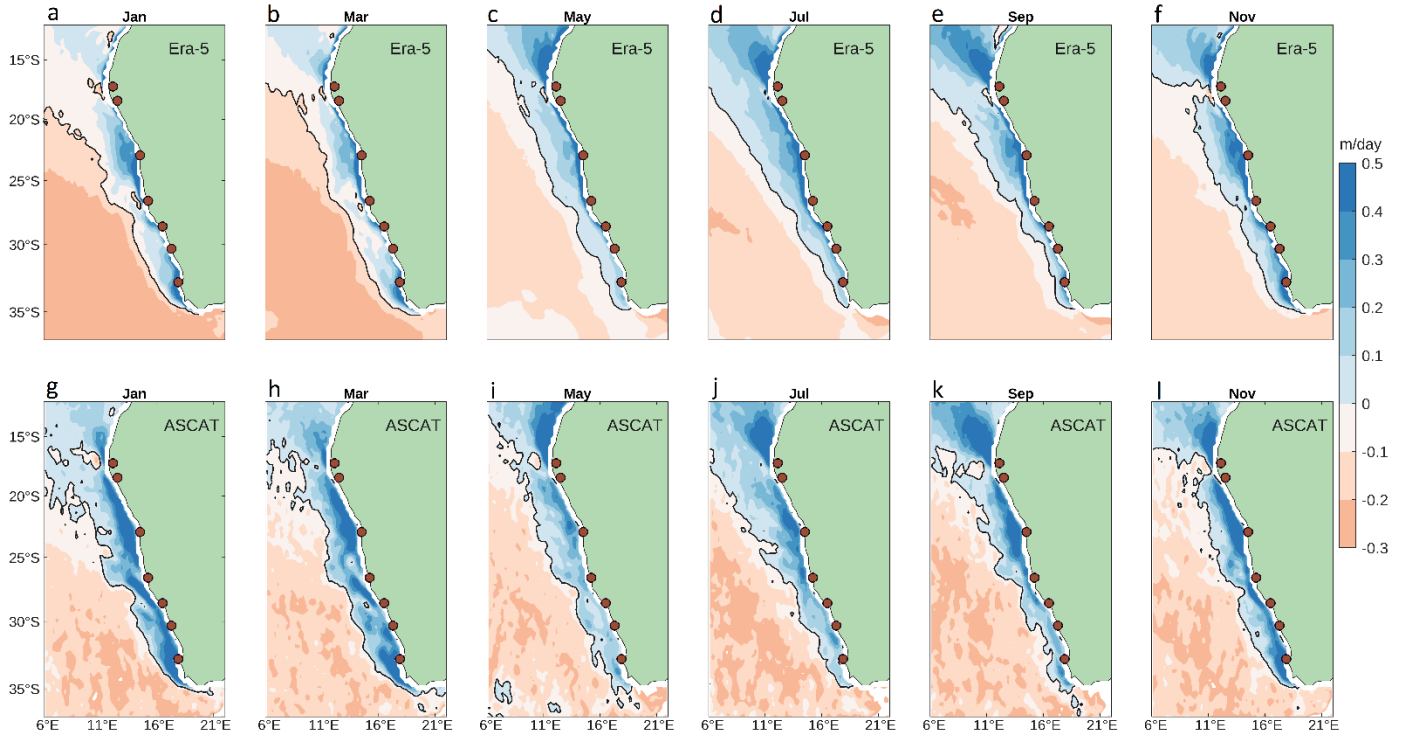 a Jan b Mar c May d Jul e Sep f Nov
Era-5 Era-5 Era-5 Era-5 Era-5 Era-5
15°S
20°S
25°S
30°S
35°S
m/day
0.5
0.4
0.3
0.2
0.1
0
-0.1
-0.2
-0.3
g Jan h Mar i May j Jul k Sep l Nov
ASCAT ASCAT ASCAT ASCAT ASCAT ASCAT
15°S
20°S
25°S
30°S
35°S
6°E 11°E 16°E 21°E 6°E 11°E 16°E 21°E 6°E 11°E 16°E 21°E 6°E 11°E 16°E 21°E 6°E 11°E 16°E 21°E 6°E 11°E 16°E 21°E